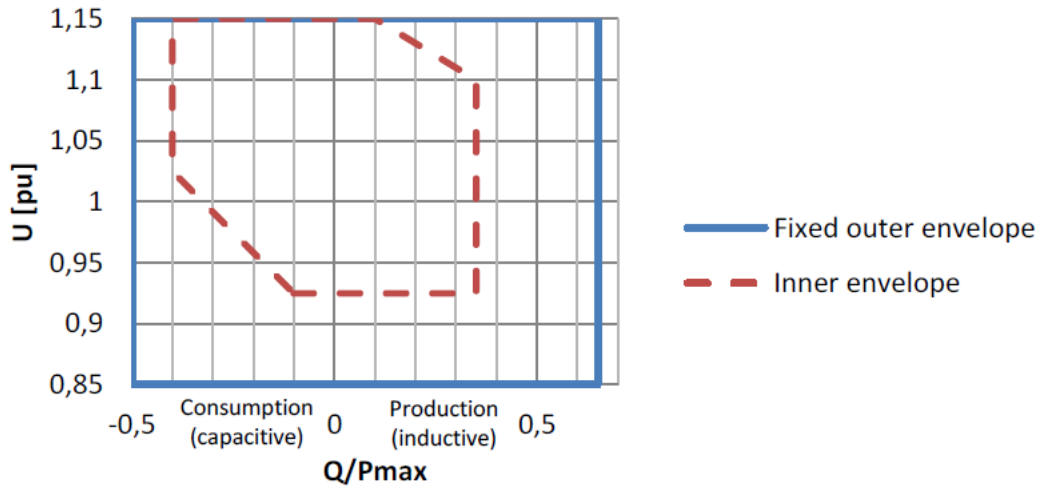 1,15
1,1
1,05
1
0,95
0,9
0,85
U [pu]
-0,5
Consumption
(capacitive)
0
Production
(inductive)
0,5
Q/Pmax
Fixed outer envelope
Inner envelope